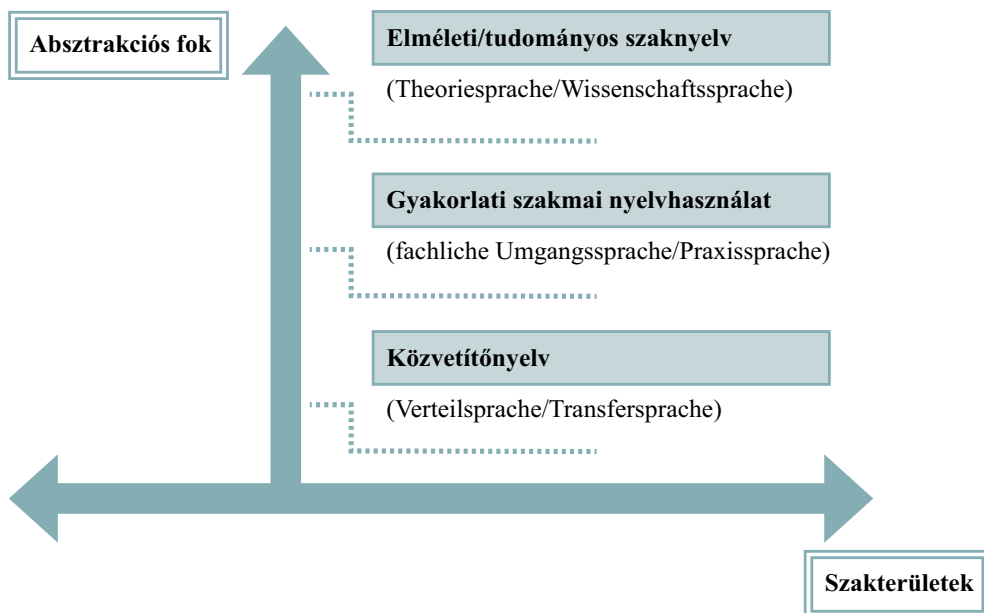 Absztrakciós fok
Elméleti/tudományos szaknyelv
(Theoriesprache/Wissenschaftssprache)
Gyakorlati szakmai nyelvhasználat
(fachliche Umgangssprache/Praxissprache)
Közvetítőnyelv
(Verteilsprache/Transfersprache)
Szakterületek